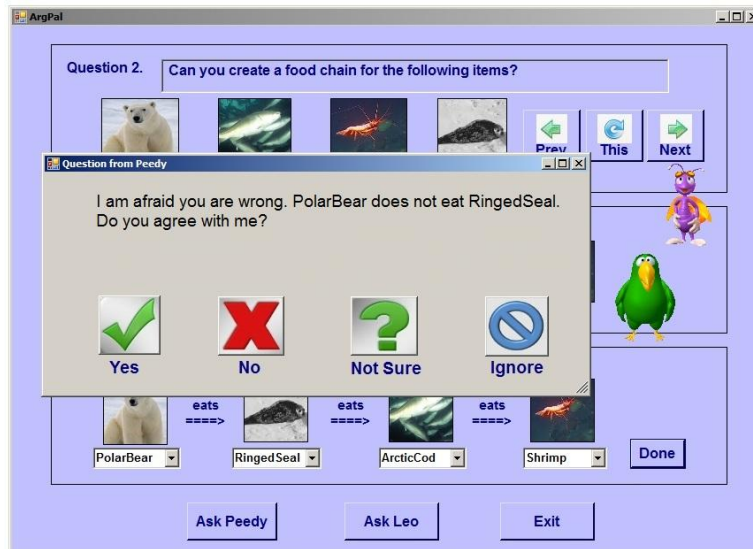 ArgPal
Question 2. Can you create a food chain for the following items?
Prev This Next
Question from Peedy
I am afraid you are wrong. PolarBear does not eat RingedSeal.
Do you agree with me?
Yes No Not Sure Ignore
eats eats eats
====> ====> ====>
PolarBear RingedSeal ArcticCod Shrimp Done
Ask Peedy Ask Leo Exit